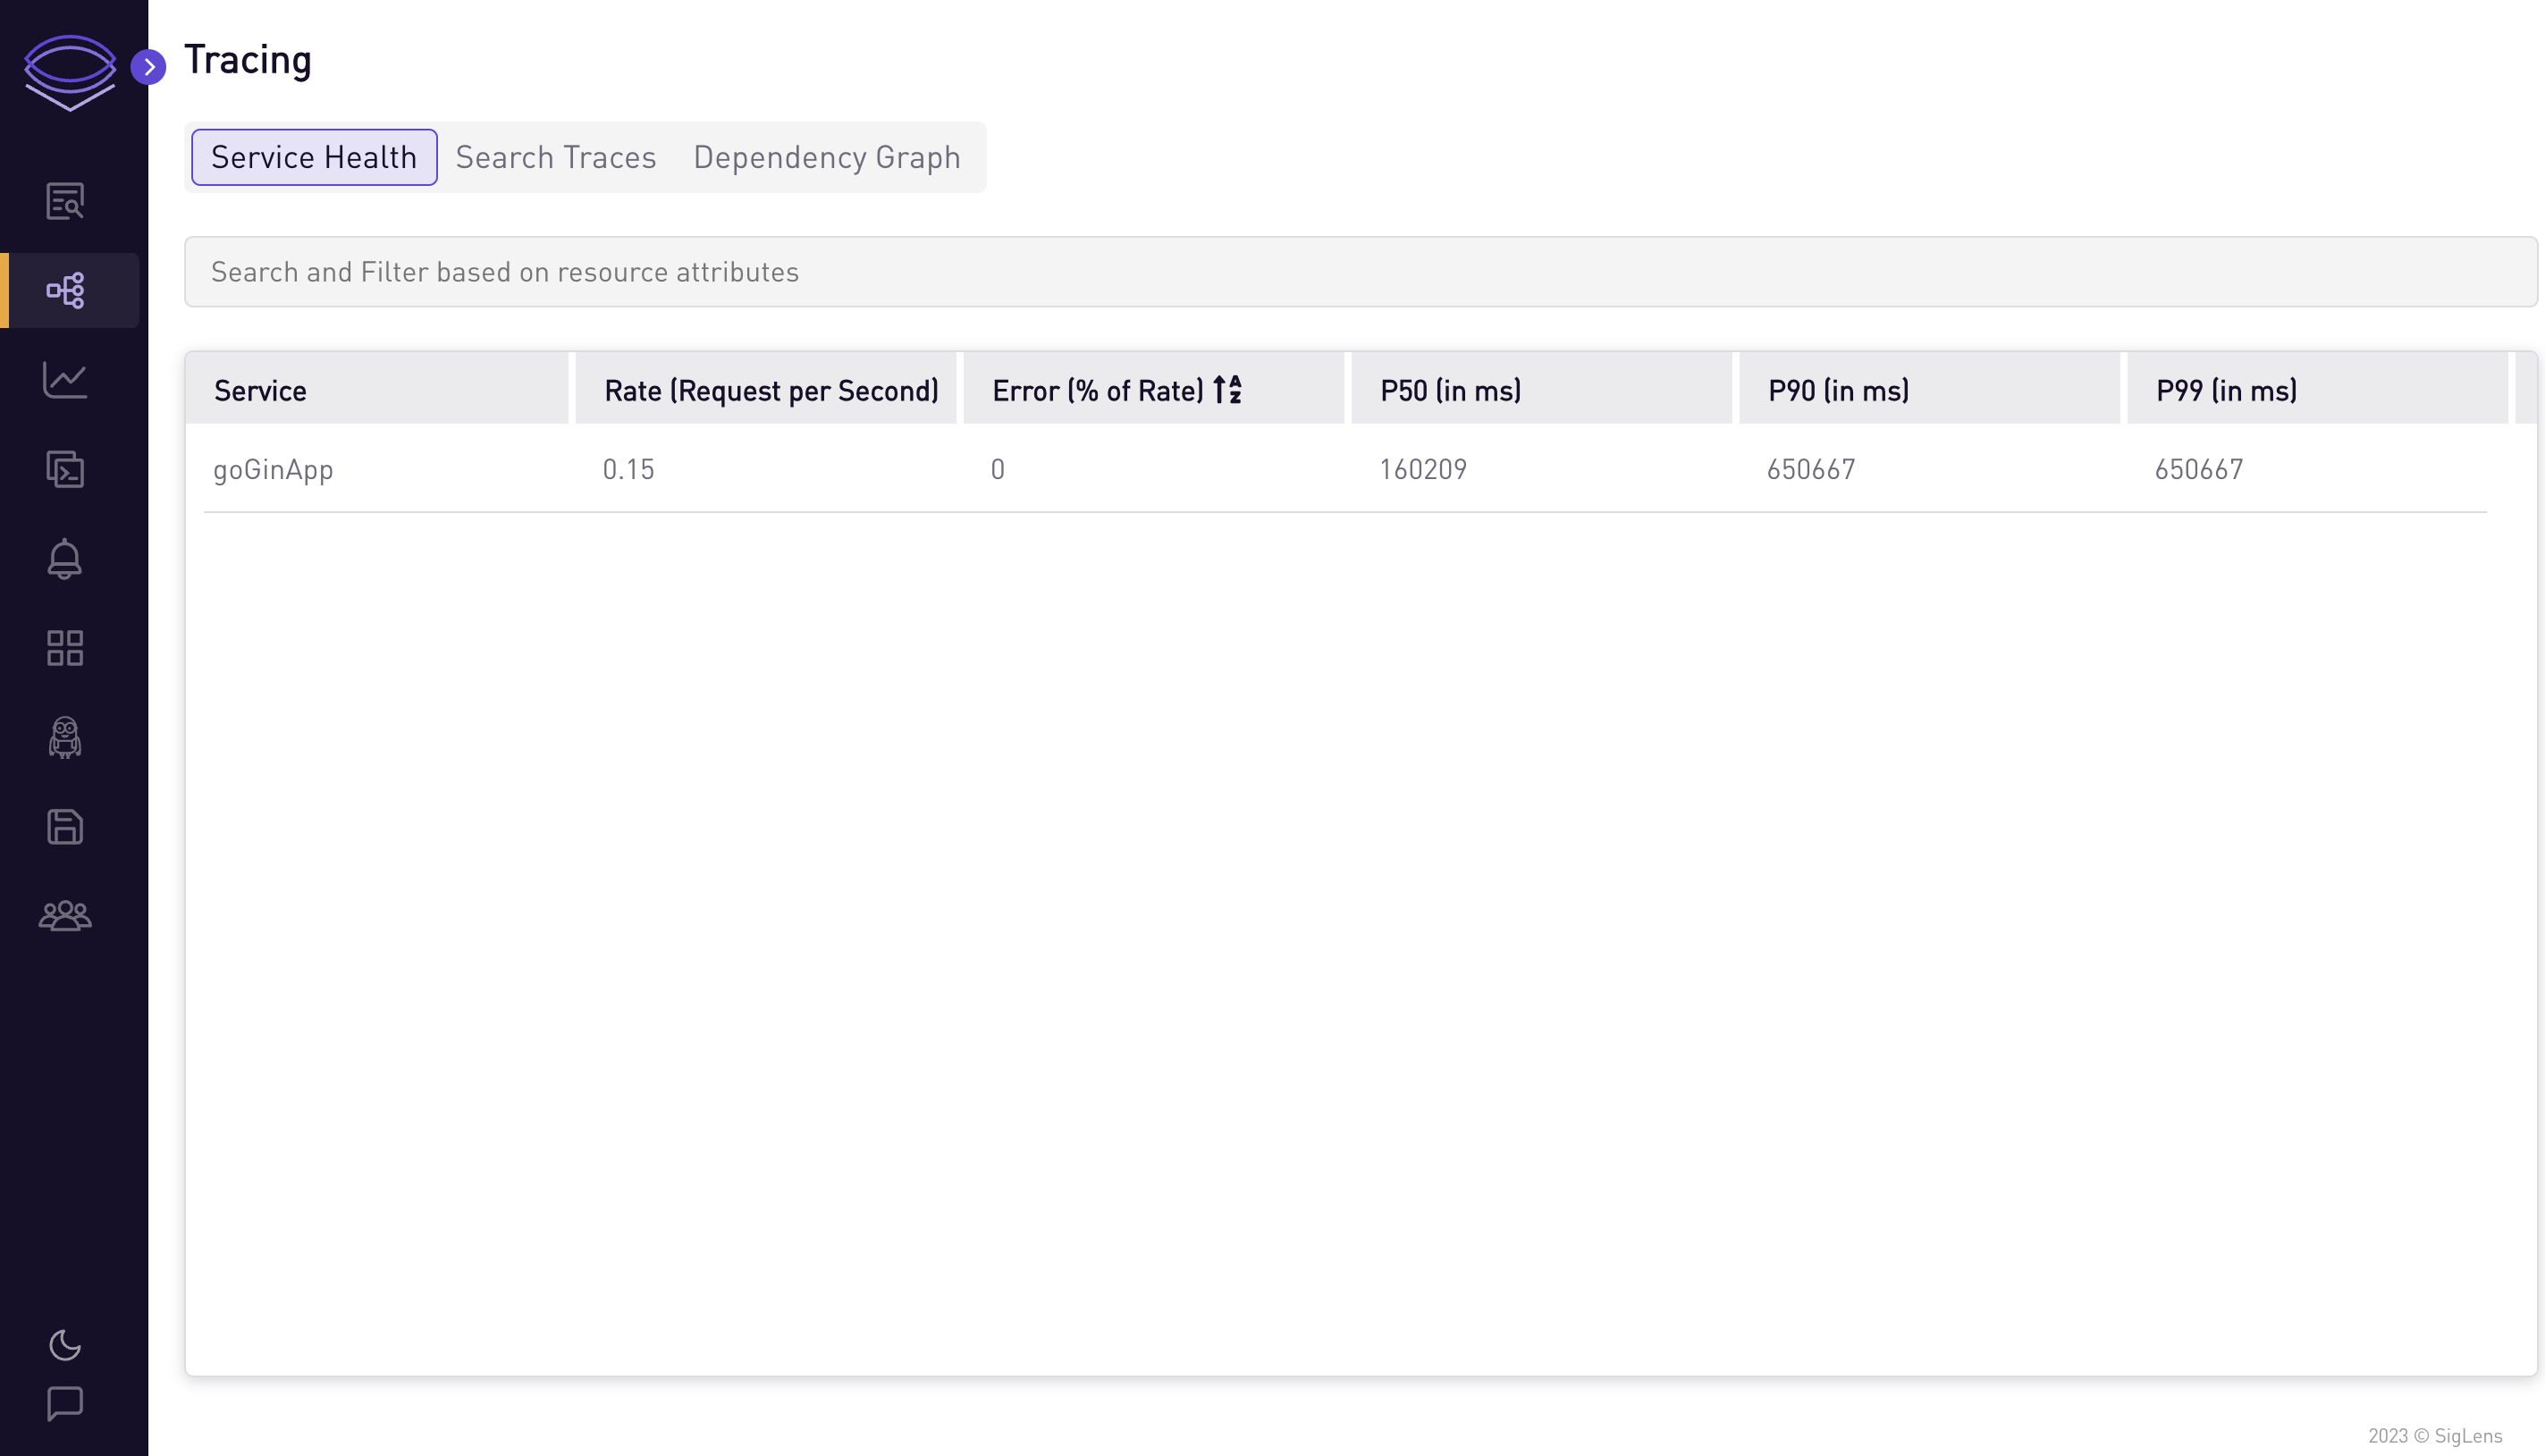 Tracing
Service Health Search Traces Dependency Graph
Search and Filter based on resource attributes
Service Rate (Request per Second) Error (% of Rate) P50 (in ms) P90 (in ms) P99 (in ms)
goGinApp 0.15 0 160209 650667 650667
2023 © SigLens